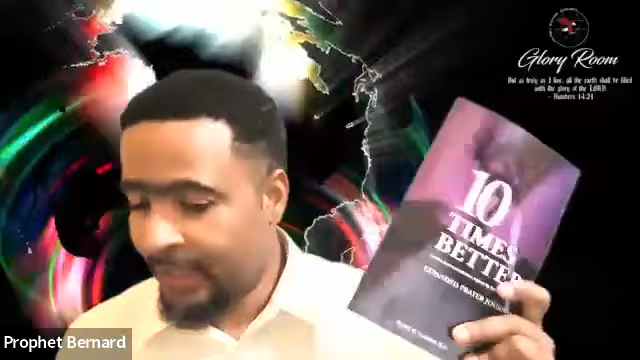 Glory Room
But as truly as I live, all the earth shall be filled
with the glory of the LORD.
- Numbers 14:21
10
TIMES
BETTER
EXPANDED PRAYER JOURNAL
Prophet Bernard